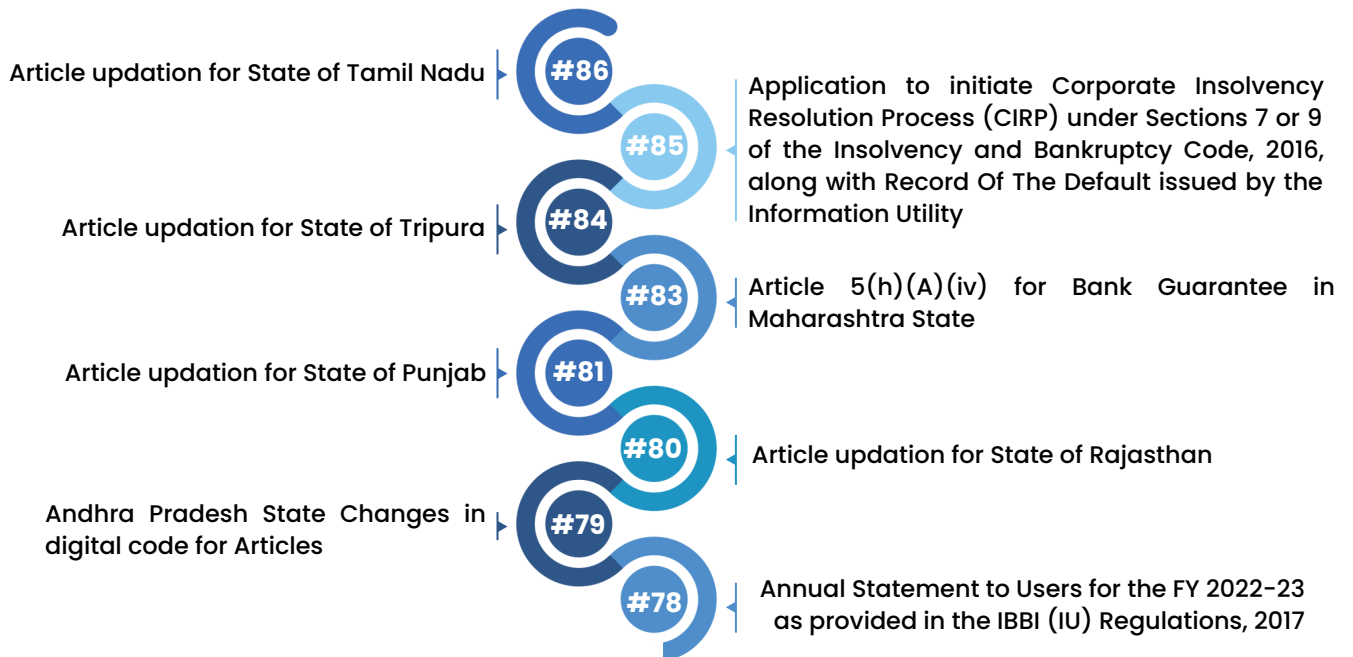 #86
Article updation for State of Tamil Nadu
#85
Application to initiate Corporate Insolvency
Resolution Process (CIRP) under Sections 7 or 9
of the Insolvency and Bankruptcy Code, 2016,
along with Record Of The Default issued by the
Information Utility
#84
Article updation for State of Tripura
#83
Article 5(h)(A)(iv) for Bank Guarantee in
Maharashtra State
#81
Article updation for State of Punjab
#80
Article updation for State of Rajasthan
#79
Andhra Pradesh State Changes in
digital code for Articles
#78
Annual Statement to Users for the FY 2022-23
as provided in the IBBI (IU) Regulations, 2017